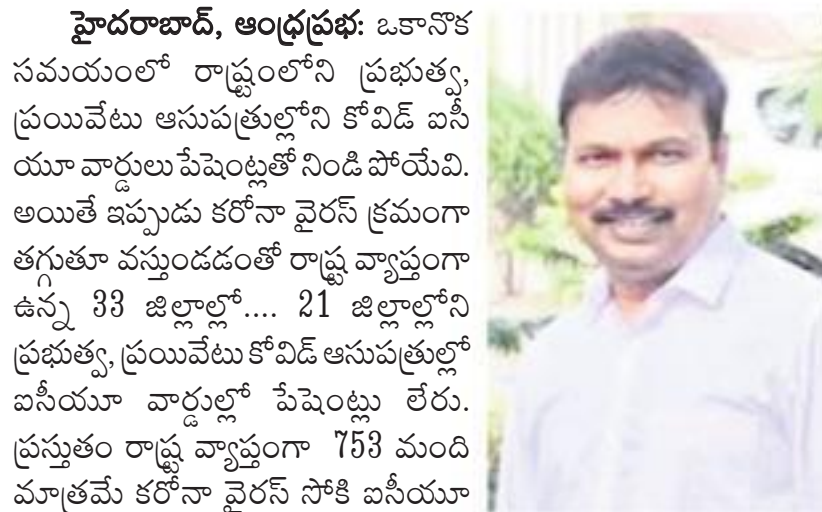 హైదరాబాద్, ఆంధ్రప్రభ: ఒకానొక
సమయంలో రాష్ట్రంలోని ప్రభుత్వ,
ప్రయివేటు ఆసుపత్రుల్లోని కోవిడ్ ఐసీ
యూ వార్డులు పేషెంట్లతో నిండి పోయేవి.
అయితే ఇప్పుడు కరోనా వైరస్ క్రమంగా
తగ్గుతూ వస్తుండడంతో రాష్ట్ర వ్యాప్తంగా
ఉన్న 33 జిల్లాల్లో.... 21 జిల్లాల్లోని
ప్రభుత్వ, ప్రయివేటు కోవిడ్ ఆసుపత్రుల్లో
ఐసీయూ వార్డుల్లో పేషెంట్లు లేరు.
ప్రస్తుతం రాష్ట్ర వ్యాప్తంగా 753 మంది
మాత్రమే కరోనా వైరస్ సోకి ఐసీయూ